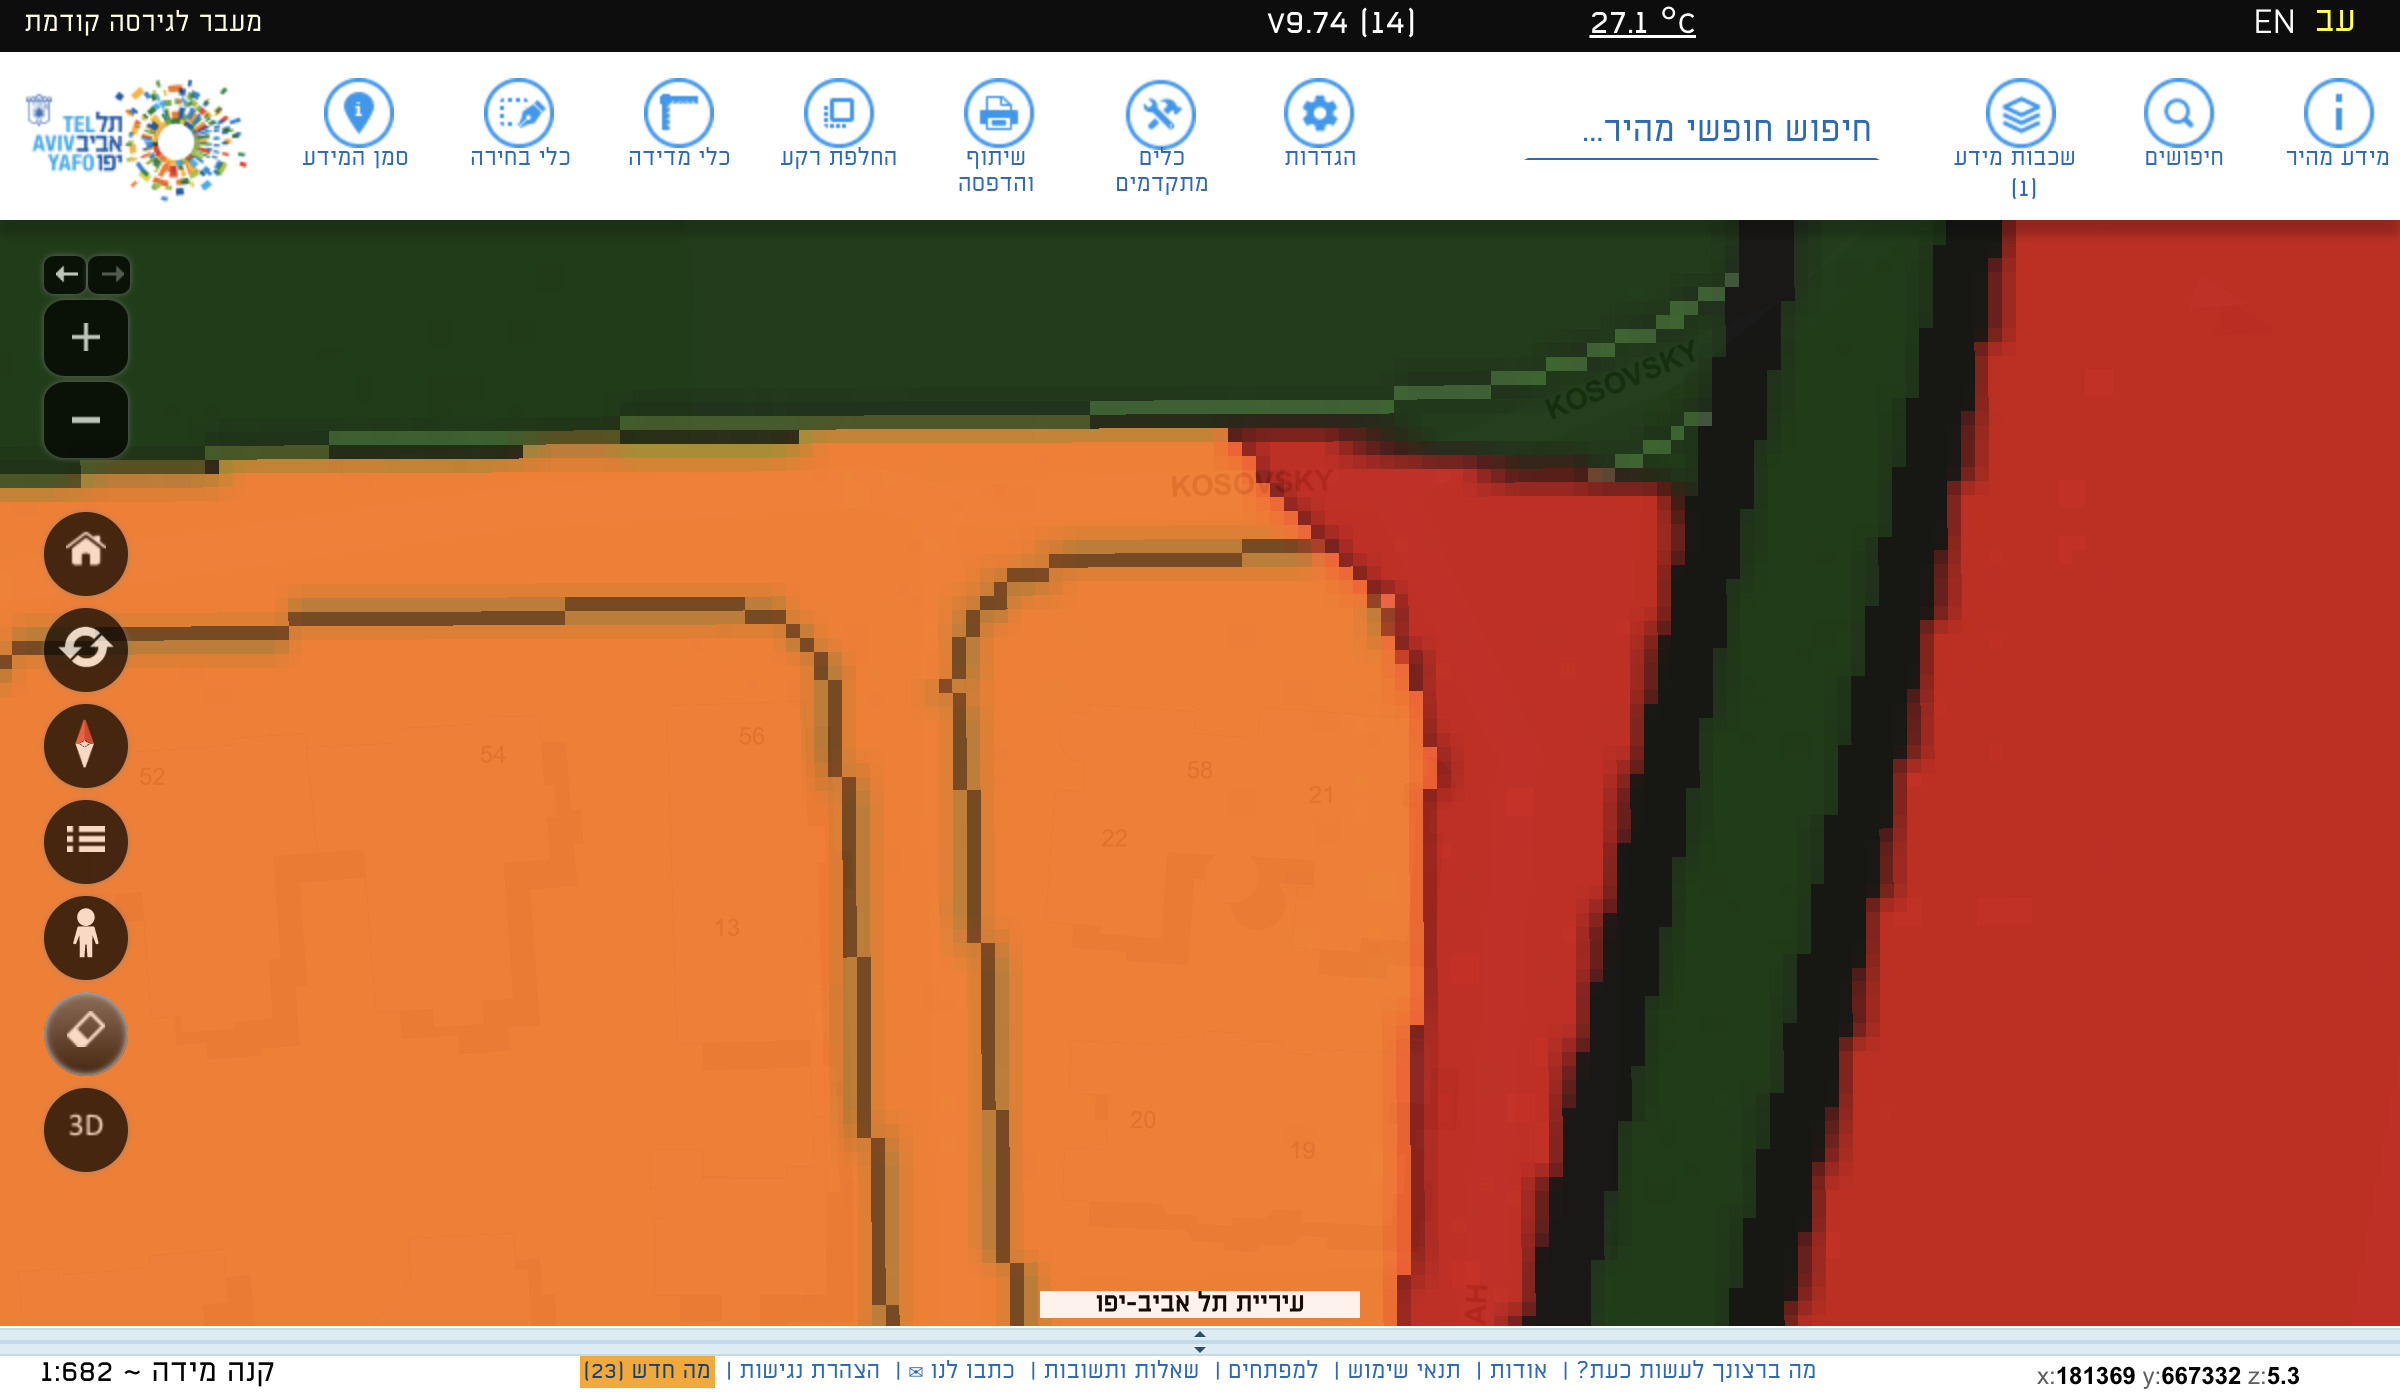 עב EN
27.1 °C
V9.74 (14)
מעבר לגירסה קודמת
מידע מהיר
חיפושים
שכבות מידע
(1)
חיפוש חופשי מהיר...
הגדרות
כלים
מתקדמים
שיתוף
והדפסה
החלפת רקע
כלי מדידה
כלי בחירה
סמן המידע
תל TEL
אביב AVIV
יפו YAFO
KOSOVSKY
KOSOVSKY
56
54
52
58
21
22
13
20
19
3D
HA
עיריית תל אביב-יפו
מה ברצונך לעשות כעת? | אודות | תנאי שימוש | למפתחים | שאלות ותשובות | כתבו לנו ✉ | הצהרת נגישות | מה חדש (23)
קנה מידה ~ 1:682
x:181369 y:667332 z:5.3